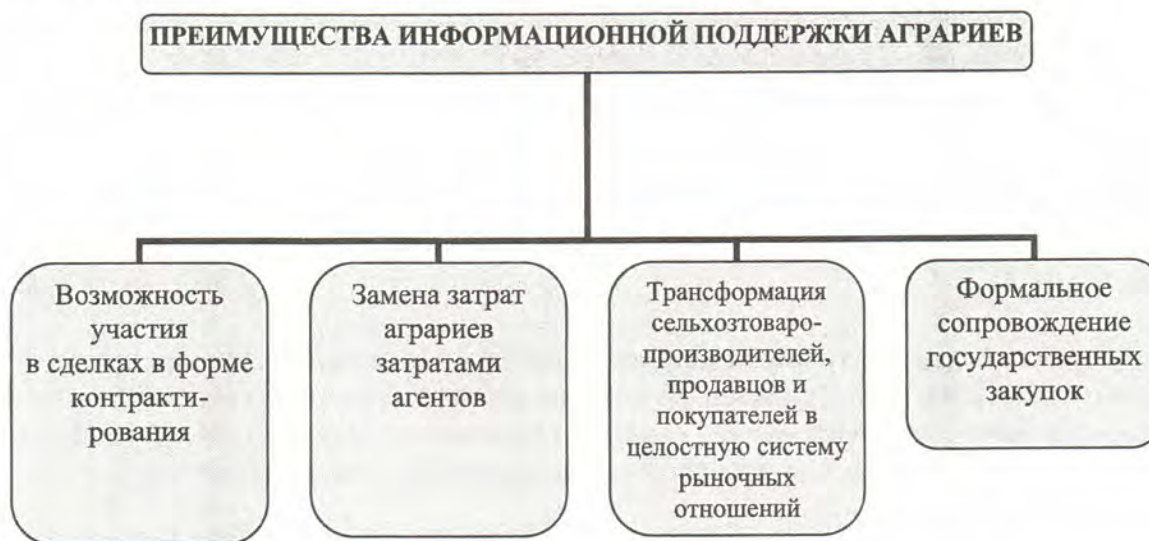 ПРЕИМУЩЕСТВА ИНФОРМАЦИОННОЙ ПОДДЕРЖКИ АГРАРИЕВ
Возможность
участия
в сделках в форме
контракти-
рования
Замена затрат
аграриев
затратами
агентов
Трансформация
сельхозтоваро-
производителей,
продавцов и
покупателей в
целостную систему
рыночных
отношений
Формальное
сопровождение
государственных
закупок